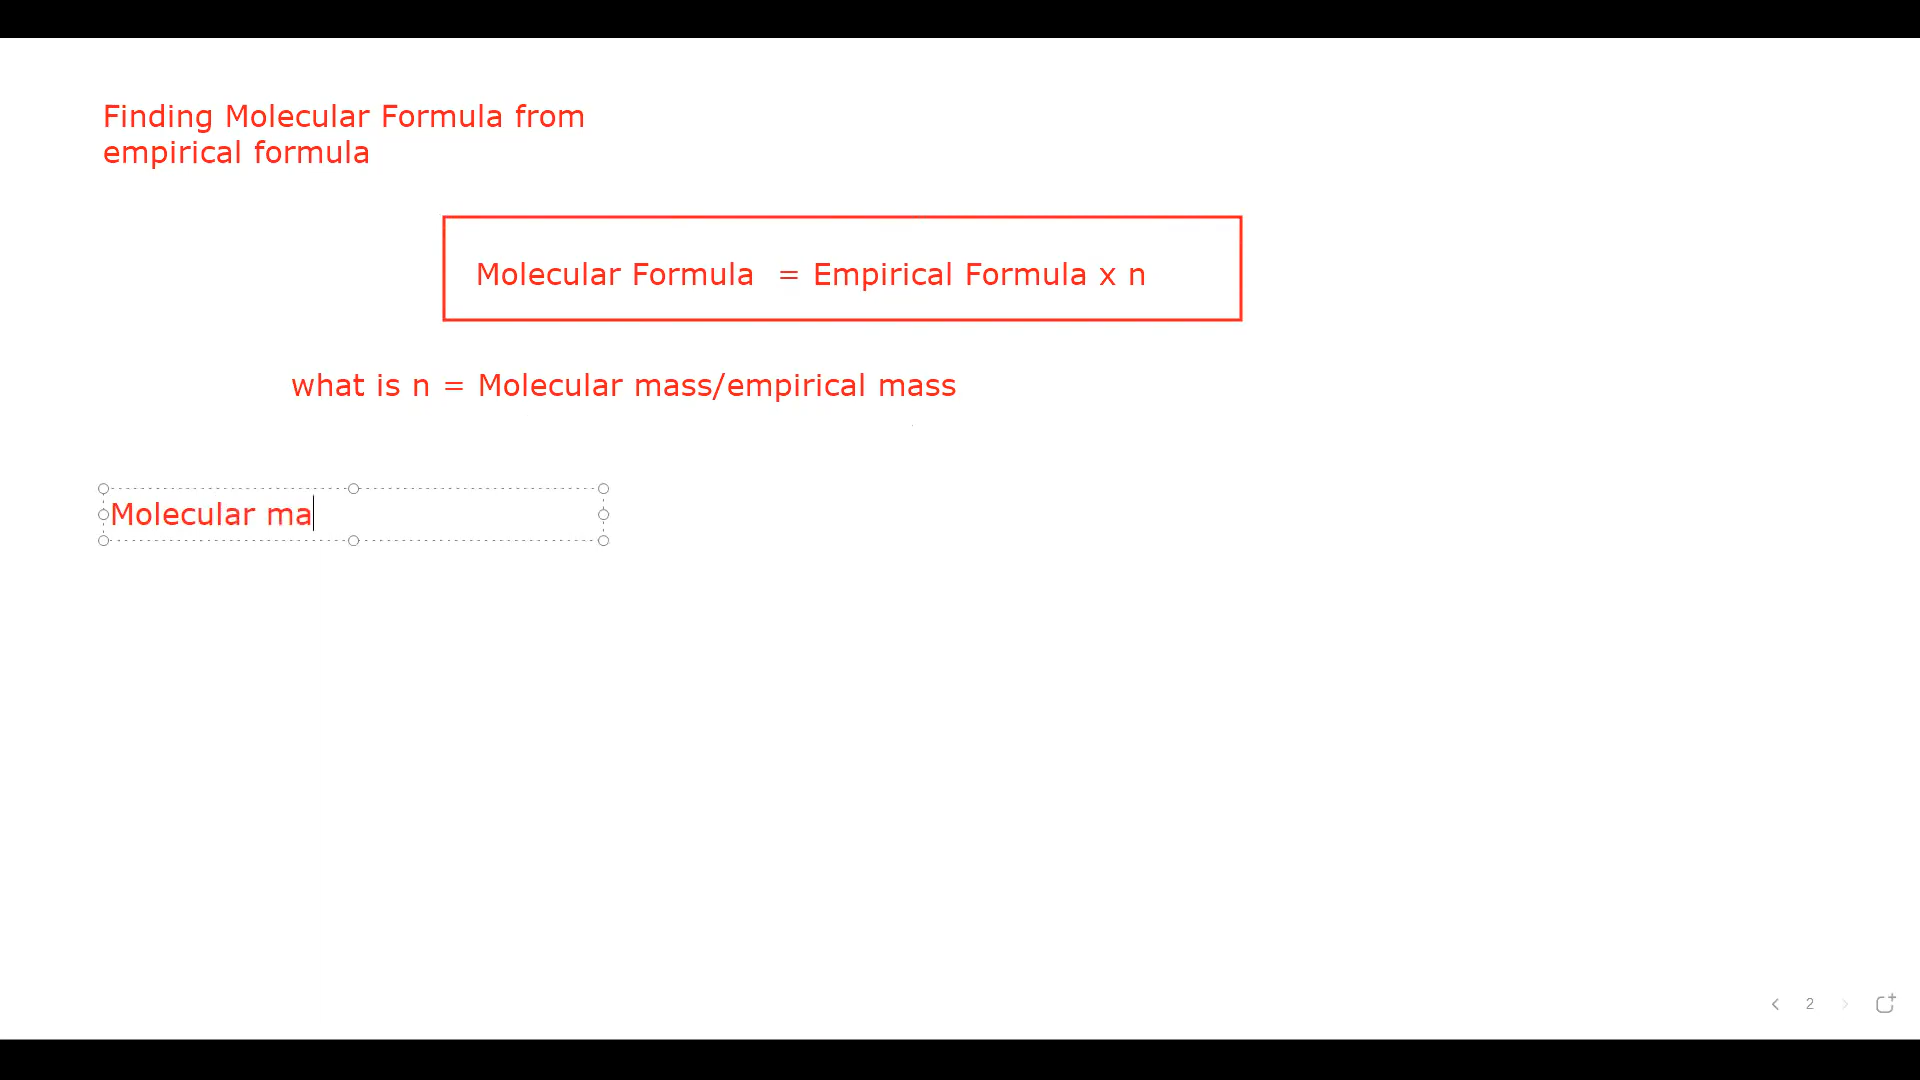 Finding Molecular Formula from
empirical formula
Molecular Formula  = Empirical Formula x n
what is n = Molecular mass/empirical mass
Molecular ma
2